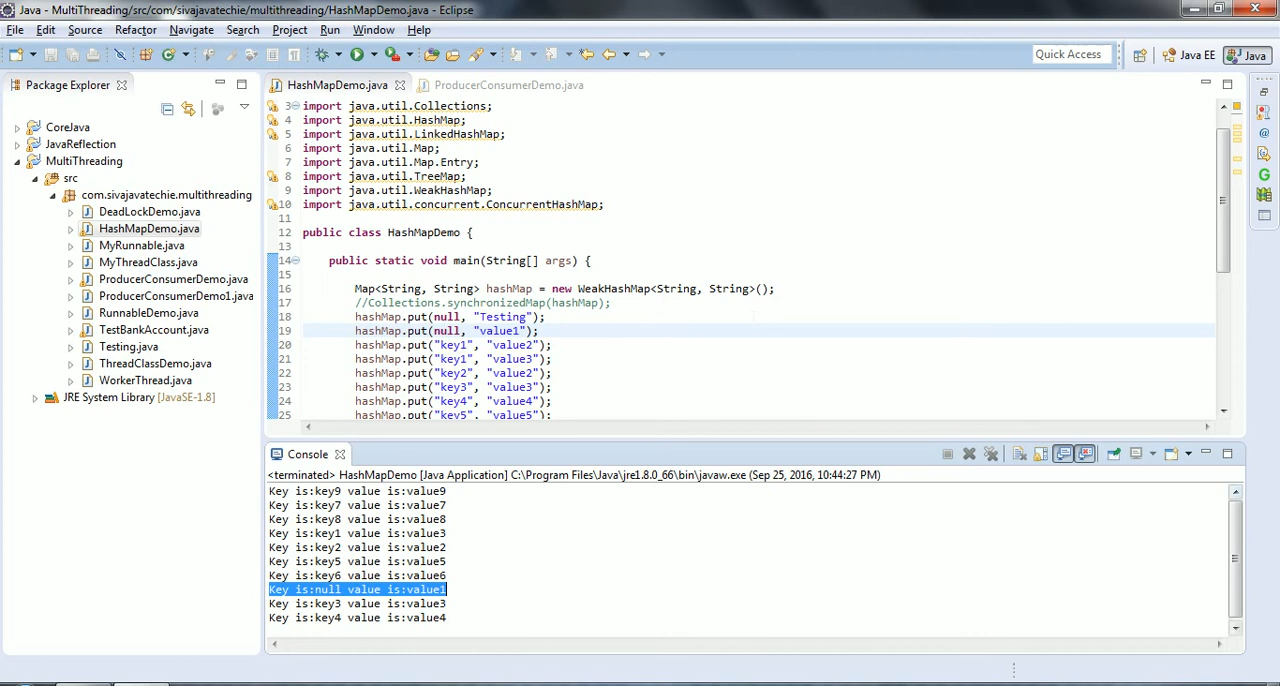 Java - MultiThreading/src/com/sivajavatechie/multithreading/HashMapDemo.java - Eclipse
File Edit Source Refactor Navigate Search Project Run Window Help
Quick Access Java EE Java
Package Explorer
CoreJava
JavaReflection
MultiThreading
src
com.sivajavatechie.multithreading
DeadLockDemo.java
HashMapDemo.java
MyRunnable.java
MyThreadClass.java
ProducerConsumerDemo.java
ProducerConsumerDemo1.java
RunnableDemo.java
TestBankAccount.java
Testing.java
ThreadClassDemo.java
WorkerThread.java
JRE System Library [JavaSE-1.8]
HashMapDemo.java ProducerConsumerDemo.java
3 import java.util.Collections;
4 import java.util.HashMap;
5 import java.util.LinkedHashMap;
6 import java.util.Map;
7 import java.util.Map.Entry;
8 import java.util.TreeMap;
9 import java.util.WeakHashMap;
10 import java.util.concurrent.ConcurrentHashMap;
11
12 public class HashMapDemo {
13
14 public static void main(String[] args) {
15
16 Map<String, String> hashMap = new WeakHashMap<String, String>();
17 //Collections.synchronizedMap(hashMap);
18 hashMap.put(null, "Testing");
19 hashMap.put(null, "value1");
20 hashMap.put("key1", "value2");
21 hashMap.put("key1", "value3");
22 hashMap.put("key2", "value2");
23 hashMap.put("key3", "value3");
24 hashMap.put("key4", "value4");
25 hashMap.put("key5", "value5");
Console
<terminated> HashMapDemo [Java Application] C:\Program Files\Java\jre1.8.0_66\bin\javaw.exe (Sep 25, 2016, 10:44:27 PM)
Key is:key9 value is:value9
Key is:key7 value is:value7
Key is:key8 value is:value8
Key is:key1 value is:value3
Key is:key2 value is:value2
Key is:key5 value is:value5
Key is:key6 value is:value6
Key is:null value is:value1
Key is:key3 value is:value3
Key is:key4 value is:value4